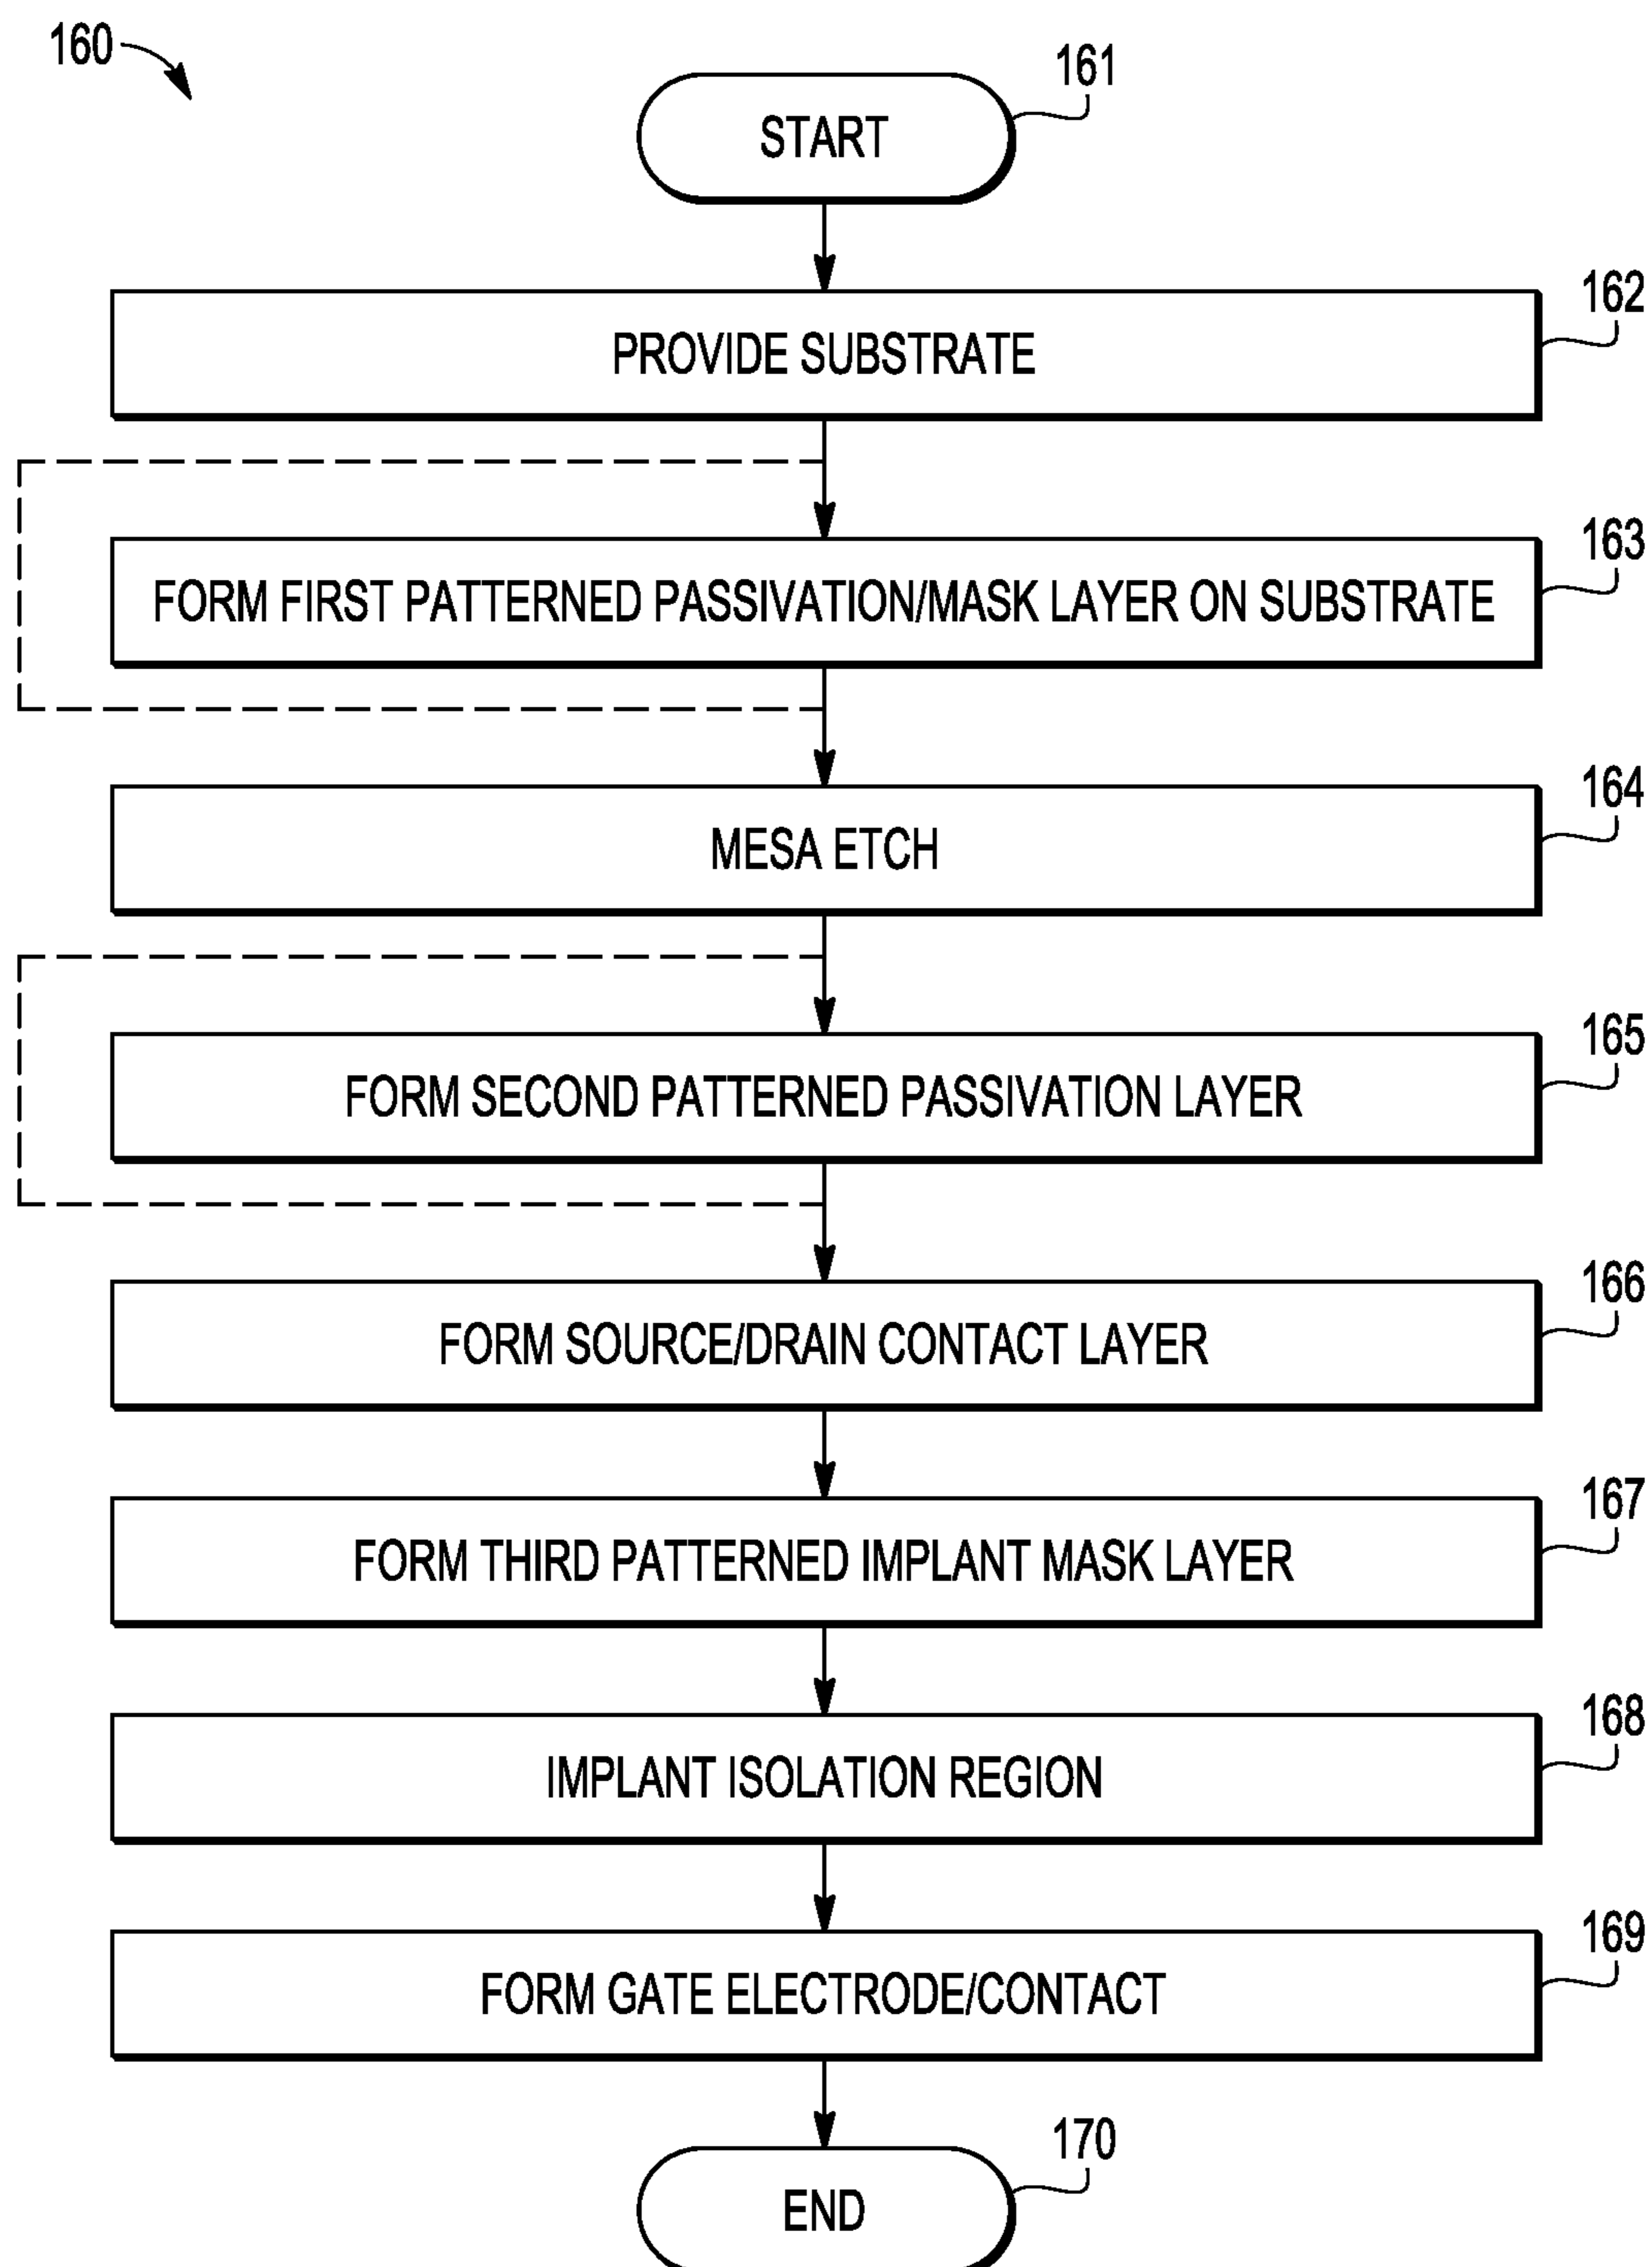 160
161
START
162
PROVIDE SUBSTRATE
163
FORM FIRST PATTERNED PASSIVATION/MASK LAYER ON SUBSTRATE
164
MESA ETCH
165
FORM SECOND PATTERNED PASSIVATION LAYER
166
FORM SOURCE/DRAIN CONTACT LAYER
167
FORM THIRD PATTERNED IMPLANT MASK LAYER
168
IMPLANT ISOLATION REGION
169
FORM GATE ELECTRODE/CONTACT
170
END